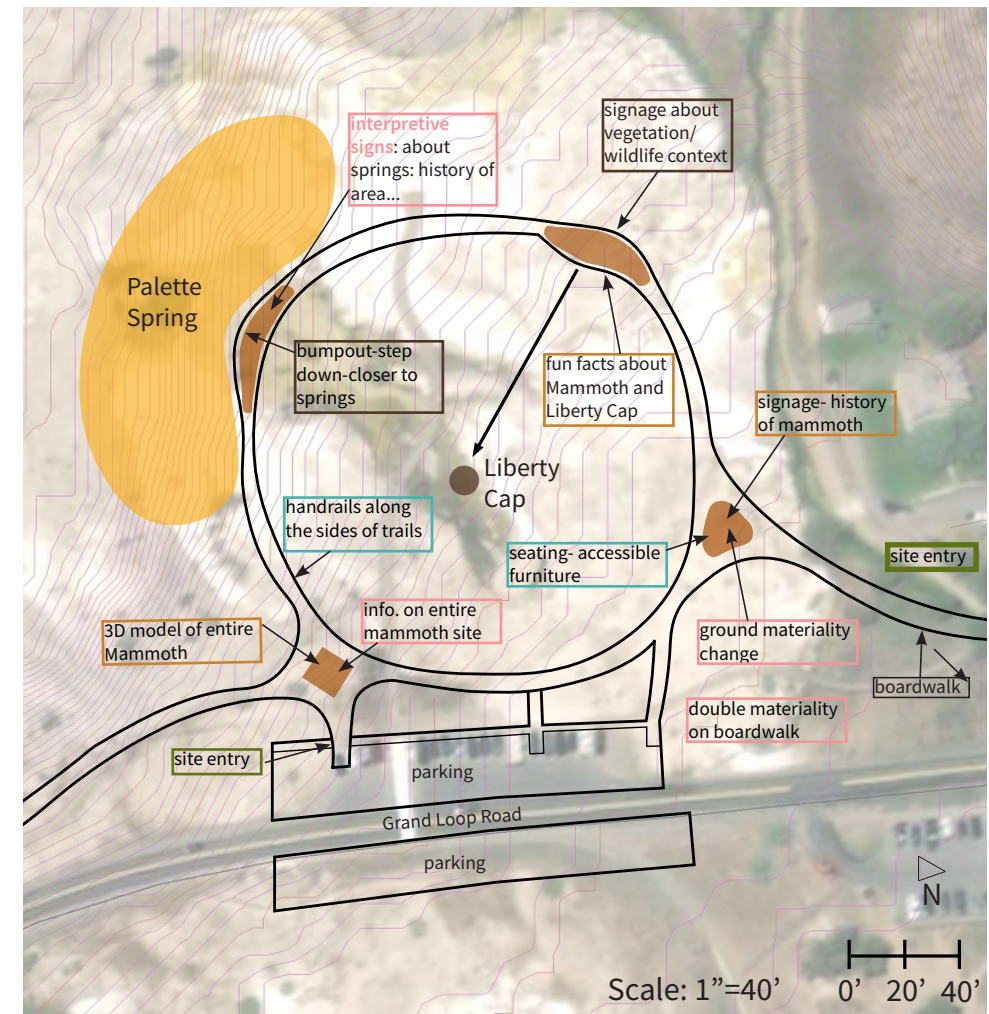 signage about
vegetation/
wildlife context
interpretive
signs: about
springs: history of
area...
Palette
Spring
bumpout-step
down-closer to
springs
fun facts about
Mammoth and
Liberty Cap
signage- history
of mammoth
Liberty
Cap
handrails along
the sides of trails
seating- accessible
furniture
site entry
info. on entire
mammoth site
3D model of entire
Mammoth
ground materiality
change
boardwalk
double materiality
on boardwalk
site entry
parking
Grand Loop Road
parking
N
Scale: 1”=40’
0’ 20’ 40’